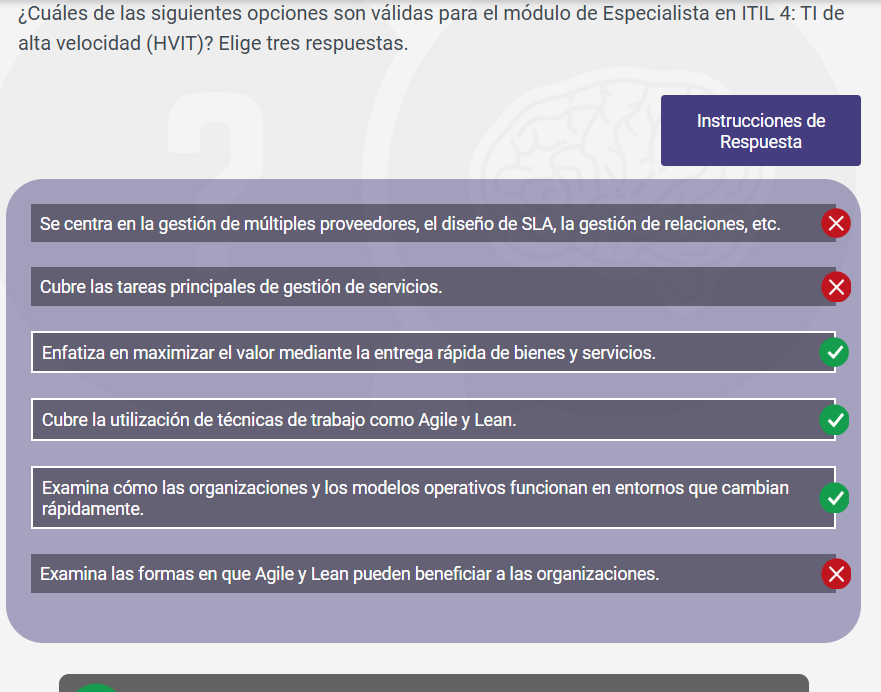 ¿Cuáles de las siguientes opciones son válidas para el módulo de Especialista en ITIL 4: TI de
alta velocidad (HVIT)? Elige tres respuestas.
Instrucciones de
Respuesta
Se centra en la gestión de múltiples proveedores, el diseño de SLA, la gestión de relaciones, etc.
Cubre las tareas principales de gestión de servicios.
Enfatiza en maximizar el valor mediante la entrega rápida de bienes y servicios.
Cubre la utilización de técnicas de trabajo como Agile y Lean.
Examina cómo las organizaciones y los modelos operativos funcionan en entornos que cambian
rápidamente.
Examina las formas en que Agile y Lean pueden beneficiar a las organizaciones.